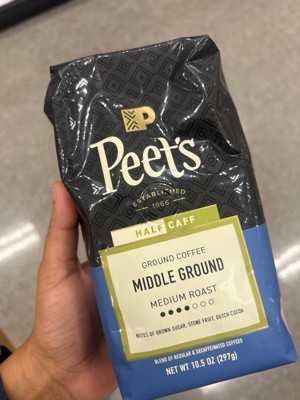 P
Peet's
ESTABLISHED
1966
HALF CAFF
GROUND COFFEE
MIDDLE GROUND
MEDIUM ROAST
NOTES OF BROWN SUGAR, STONE FRUIT, DUTCH COCOA
BLEND OF REGULAR & DECAFFEINATED COFFEES
NET WT 10.5 OZ (297g)